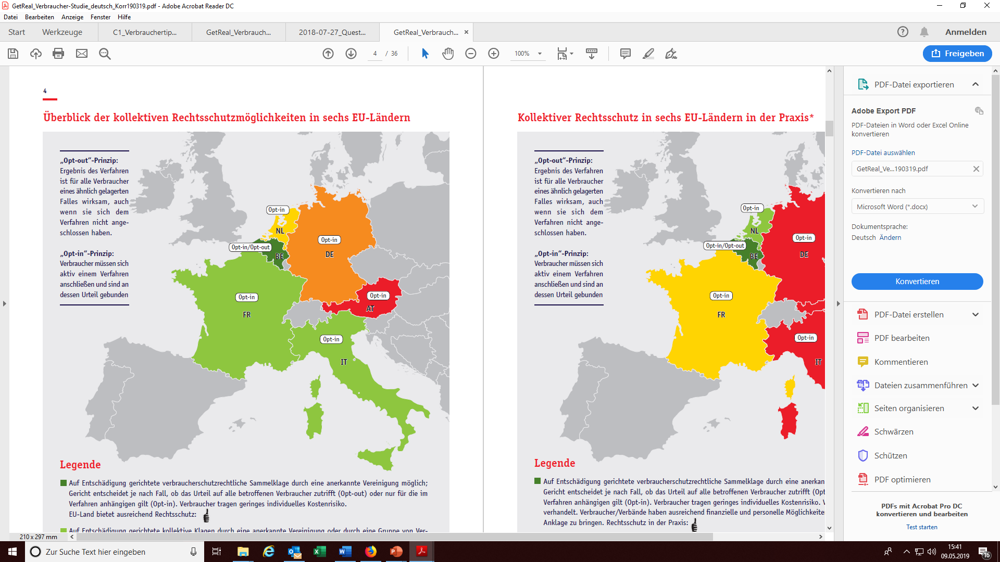 GetReal_Verbraucher-Studie_deutsch_Korr190319.pdf - Adobe Acrobat Reader DC
Datei Bearbeiten Anzeige Fenster Hilfe
Start Werkzeuge C1_Verbrauchertip... GetReal_Verbrauch... 2018-07-27_Quest... GetReal_Verbrauch... Anmelden
4 / 36 100% Freigeben
4
Überblick der kollektiven Rechtsschutzmöglichkeiten in sechs EU-Ländern
„Opt-out“-Prinzip:
Ergebnis des Verfahren
ist für alle Verbraucher
eines ähnlich gelagerten
Falles wirksam, auch
wenn sie sich dem
Verfahren nicht ange-
schlossen haben.
„Opt-in“-Prinzip:
Verbraucher müssen sich
aktiv einem Verfahren
anschließen und sind an
dessen Urteil gebunden
Opt-in
NL
Opt-in/Opt-out
BE
Opt-in
DE
Opt-in
FR
Opt-in
AT
Opt-in
IT
Legende
Auf Entschädigung gerichtete verbraucherschutzrechtliche Sammelklage durch eine anerkannte Vereinigung möglich;
Gericht entscheidet je nach Fall, ob das Urteil auf alle betroffenen Verbraucher zutrifft (Opt-out) oder nur für die im
Verfahren anhängigen gilt (Opt-in). Verbraucher tragen geringes individuelles Kostenrisiko.
EU-Land bietet ausreichend Rechtsschutz:
Auf Entschädigung gerichtete kollektive Klagen durch eine anerkannte Vereinigung oder durch eine Gruppe von Ver-
Kollektiver Rechtsschutz in sechs EU-Ländern in der Praxis*
„Opt-out“-Prinzip:
Ergebnis des Verfahren
ist für alle Verbraucher
eines ähnlich gelagerten
Falles wirksam, auch
wenn sie sich dem
Verfahren nicht ange-
schlossen haben.
„Opt-in“-Prinzip:
Verbraucher müssen sich
aktiv einem Verfahren
anschließen und sind an
dessen Urteil gebunden
Opt-in
NL
Opt-in/Opt-out
BE
Opt-in
DE
Opt-in
FR
Opt-in
IT
Legende
Auf Entschädigung gerichtete verbraucherschutzrechtliche Sammelklage durch eine anerkan
Gericht entscheidet je nach Fall, ob das Urteil auf alle betroffenen Verbraucher zutrifft (Opt
Verfahren anhängigen gilt (Opt-in). Verbraucher tragen geringes individuelles Kostenrisiko. V
verhandelt. Verbraucher/Verbände haben ausreichend finanzielle und personelle Möglichkeite
Anklage zu bringen. Rechtsschutz in der Praxis:
210 x 297 mm
PDF-Datei exportieren
Adobe Export PDF
PDF-Dateien in Word oder Excel Online
konvertieren
PDF-Datei auswählen
GetReal_Ve...190319.pdf
Konvertieren nach
Microsoft Word (*.docx)
Dokumentsprache:
Deutsch Ändern
Konvertieren
PDF-Datei erstellen
PDF bearbeiten
Kommentieren
Dateien zusammenführen
Seiten organisieren
Schwärzen
Schützen
PDF optimieren
PDFs mit Acrobat Pro DC
konvertieren und bearbeiten
Test starten
Zur Suche Text hier eingeben
15:41
09.05.2019
16